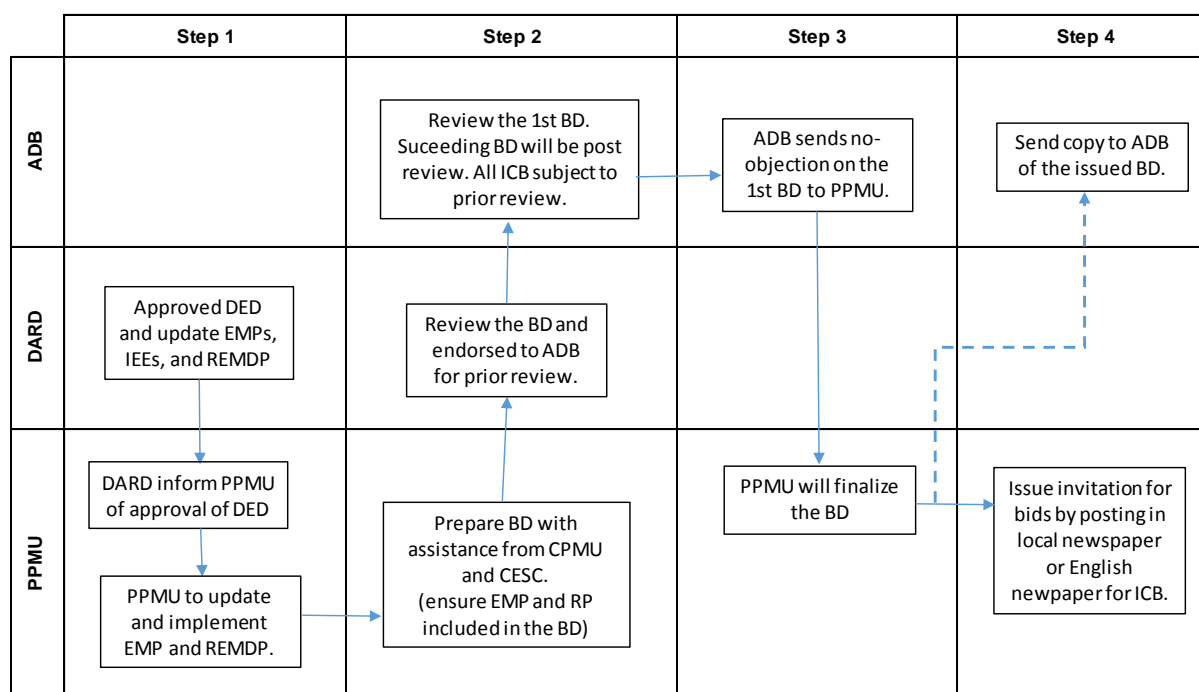 Step 1
Step 2
Step 3
Step 4
ADB
Review the 1st BD.
Suceeding BD will be post
review. All ICB subject to
prior review.
ADB sends no-
objection on the
1st BD to PPMU.
Send copy to ADB
of the issued BD.
DARD
Approved DED
and update EMPs,
IEEs, and REMDP
Review the BD and
endorsed to ADB
for prior review.
PPMU
DARD inform PPMU
of approval of DED
PPMU to update
and implement
EMP and REMDP.
Prepare BD with
assistance from CPMU
and CESC.
(ensure EMP and RP
included in the BD)
PPMU will finalize
the BD
Issue invitation for
bids by posting in
local newspaper
or English
newpaper for ICB.